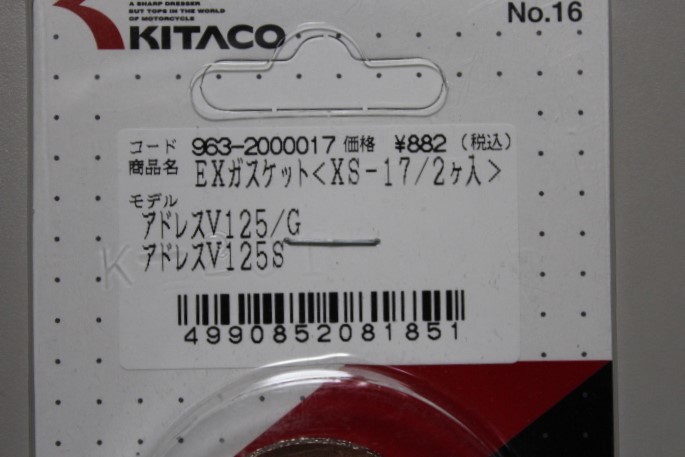 A SHARP DRESSER
BUT TOPS IN THE WORLD
OF MOTORCYCLE
KITACO
No.16
コード 963-2000017 価格 ¥882 (税込)
商品名 EXガスケット<XS-17/2ヶ入>
モデル
アドレスV125/G
アドレスV125S
4990852081851